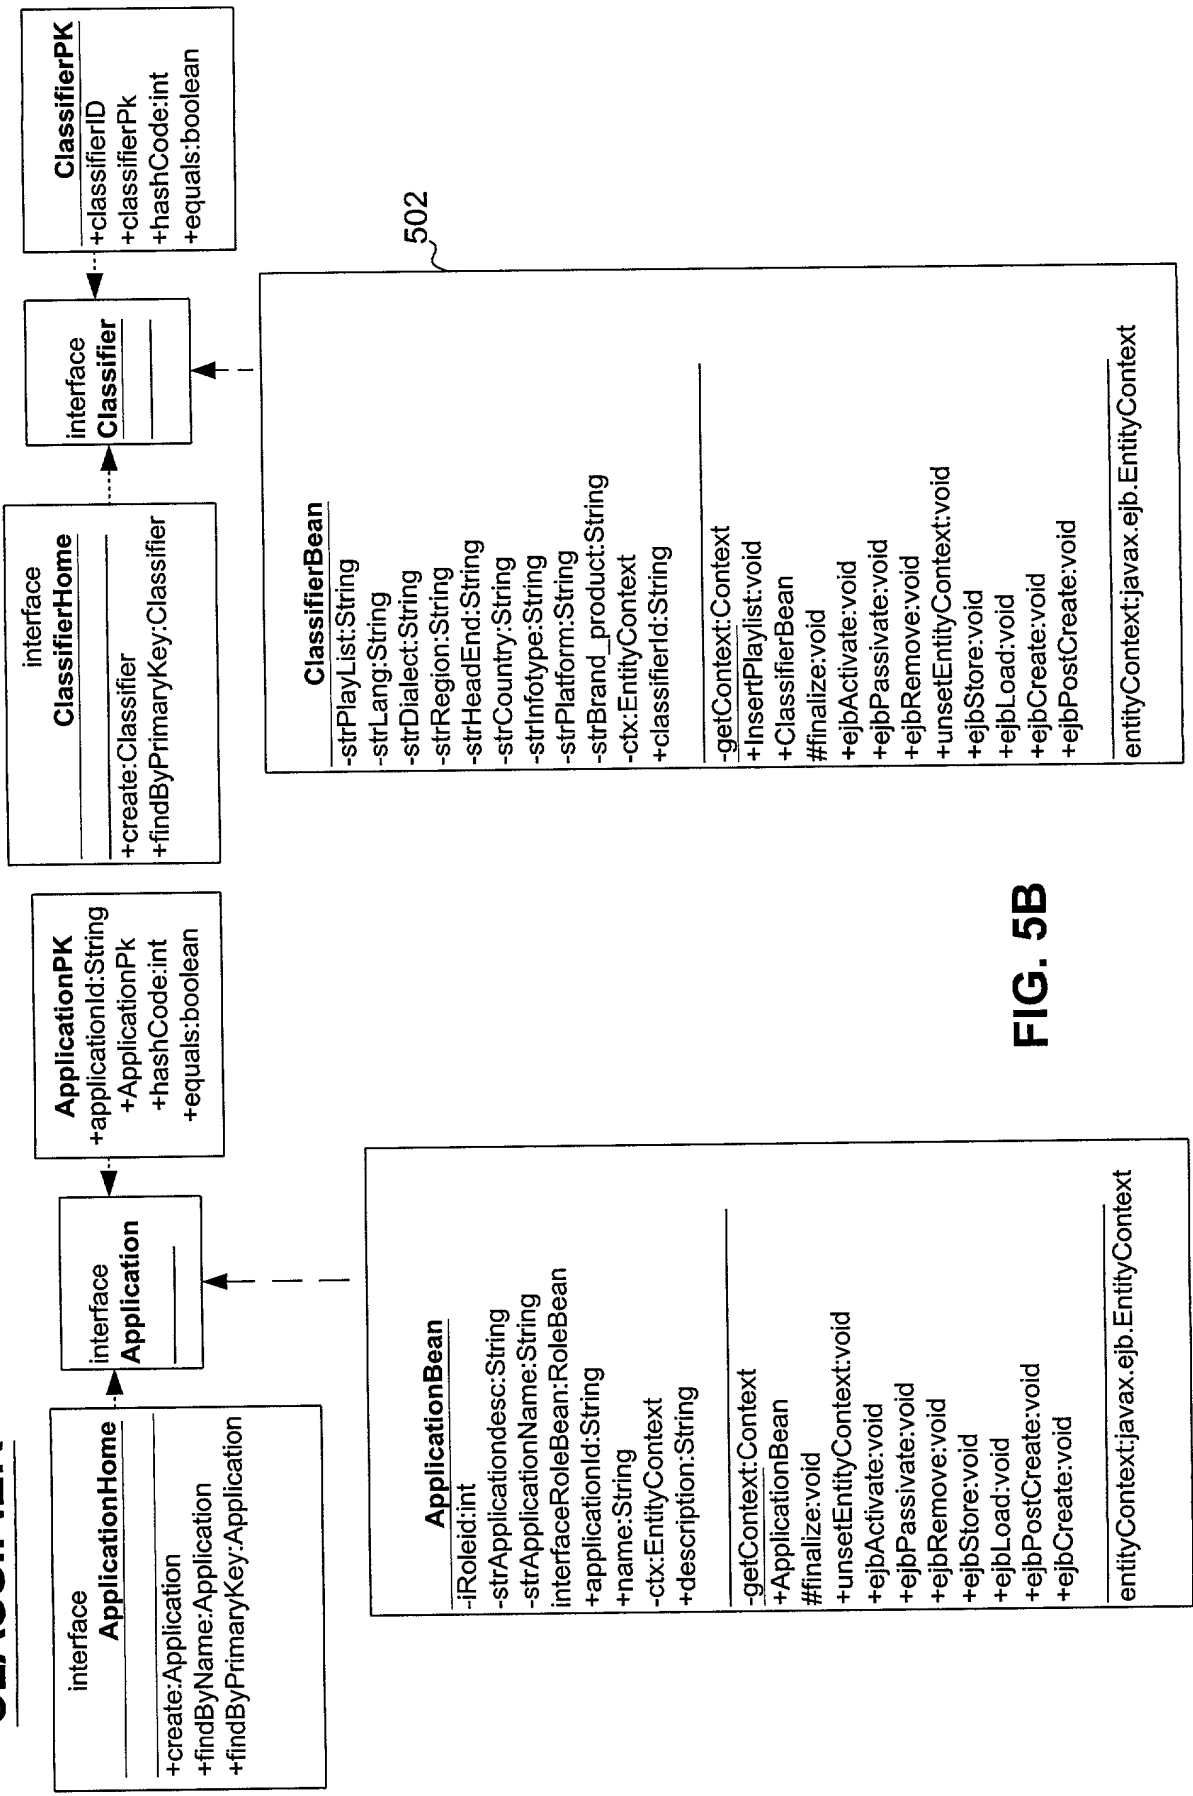 interface
ApplicationHome
+create:Application
+findByName:Application
+findByPrimaryKey:Application
interface
Application
ApplicationPK
+applicationId:String
+ApplicationPk
+hashCode:int
+equals:boolean
interface
ClassifierHome
+create:Classifier
+findByPrimaryKey:Classifier
interface
Classifier
ClassifierPK
+classifierID
+classifierPk
+hashCode:int
+equals:boolean
ApplicationBean
-iRoleid:int
-strApplicationdesc:String
-strApplicationName:String
interfaceRoleBean:RoleBean
+applicationId:String
+name:String
-ctx:EntityContext
+description:String
-getContext:Context
+ApplicationBean
#finalize:void
+unsetEntityContext:void
+ejbActivate:void
+ejbPassivate:void
+ejbRemove:void
+ejbStore:void
+ejbLoad:void
+ejbPostCreate:void
+ejbCreate:void
entityContext:javax.ejb.EntityContext
502
ClassifierBean
-strPlayList:String
-strLang:String
-strDialect:String
-strRegion:String
-strHeadEnd:String
-strCountry:String
-strInfotype:String
-strPlatform:String
-strBrand_product:String
-ctx:EntityContext
+classifierId:String
-getContext:Context
+InsertPlaylist:void
+ClassifierBean
#finalize:void
+ejbActivate:void
+ejbPassivate:void
+ejbRemove:void
+unsetEntityContext:void
+ejbStore:void
+ejbLoad:void
+ejbCreate:void
+ejbPostCreate:void
entityContext:javax.ejb.EntityContext
FIG. 5B